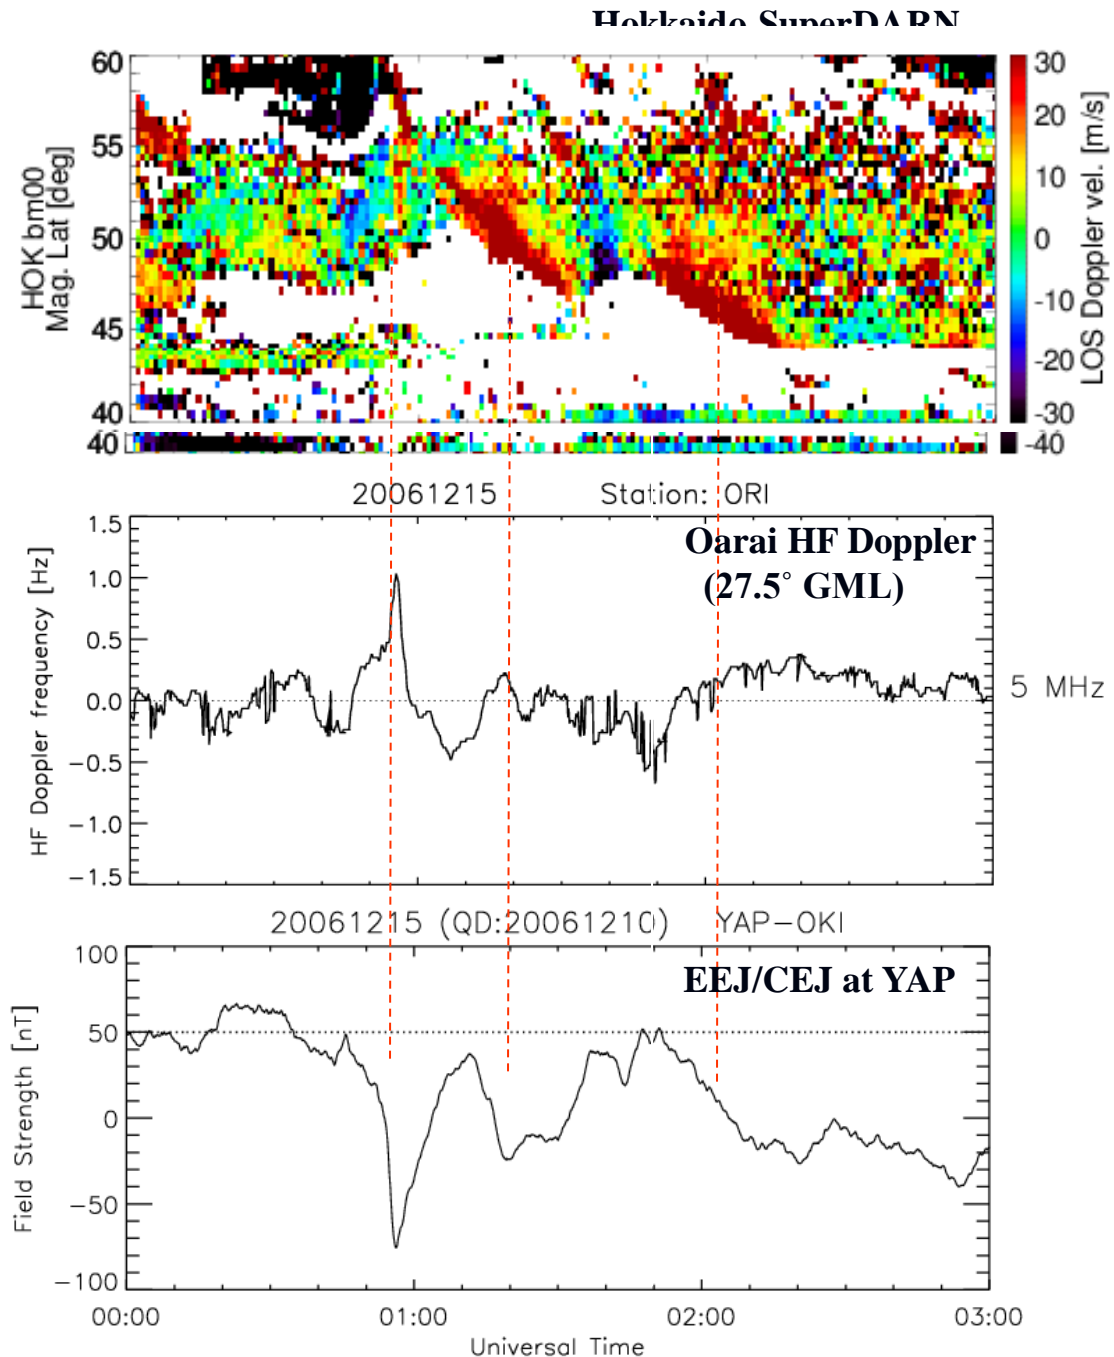 Hokkaido SuperDARN
HOK bm00
Mag. Lat [deg]
60
55
50
45
40
30
20
10
0
-10
-20
-30
LOS Doppler vel. [m/s]
40
-40
20061215
Station: ORI
HF Doppler frequency [Hz]
1.5
1.0
0.5
0.0
-0.5
-1.0
-1.5
Oarai HF Doppler
(27.5° GML)
5 MHz
20061215 (QD:20061210)
YAP-OKI
Field Strength [nT]
100
50
0
-50
-100
EEJ/CEJ at YAP
00:00
01:00
02:00
03:00
Universal Time